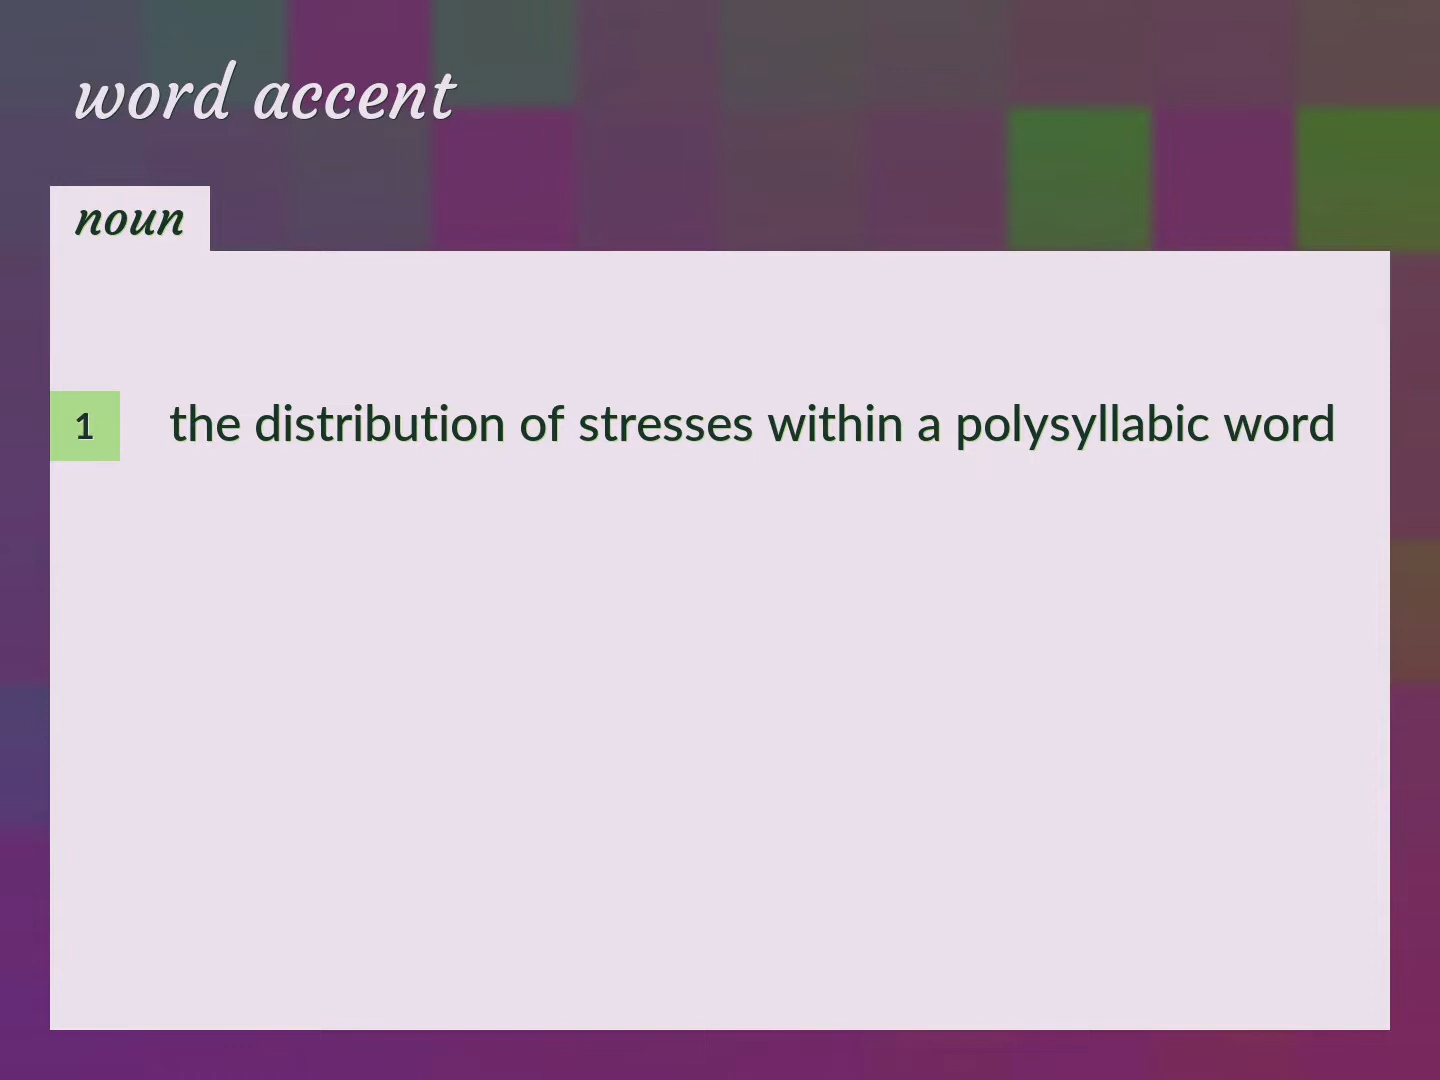 word accent
noun
1 the distribution of stresses within a polysyllabic word